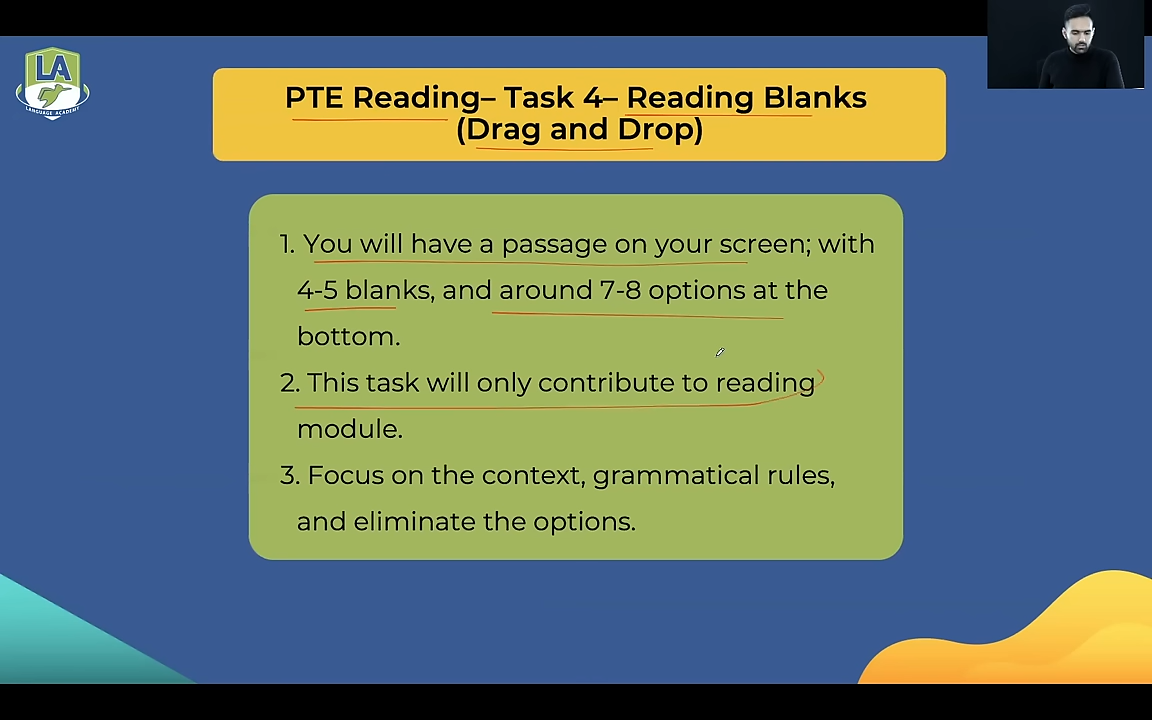 LA
LANGUAGE ACADEMY
PTE Reading– Task 4– Reading Blanks
(Drag and Drop)
1. You will have a passage on your screen; with
4-5 blanks, and around 7-8 options at the
bottom.
2. This task will only contribute to reading
module.
3. Focus on the context, grammatical rules,
and eliminate the options.